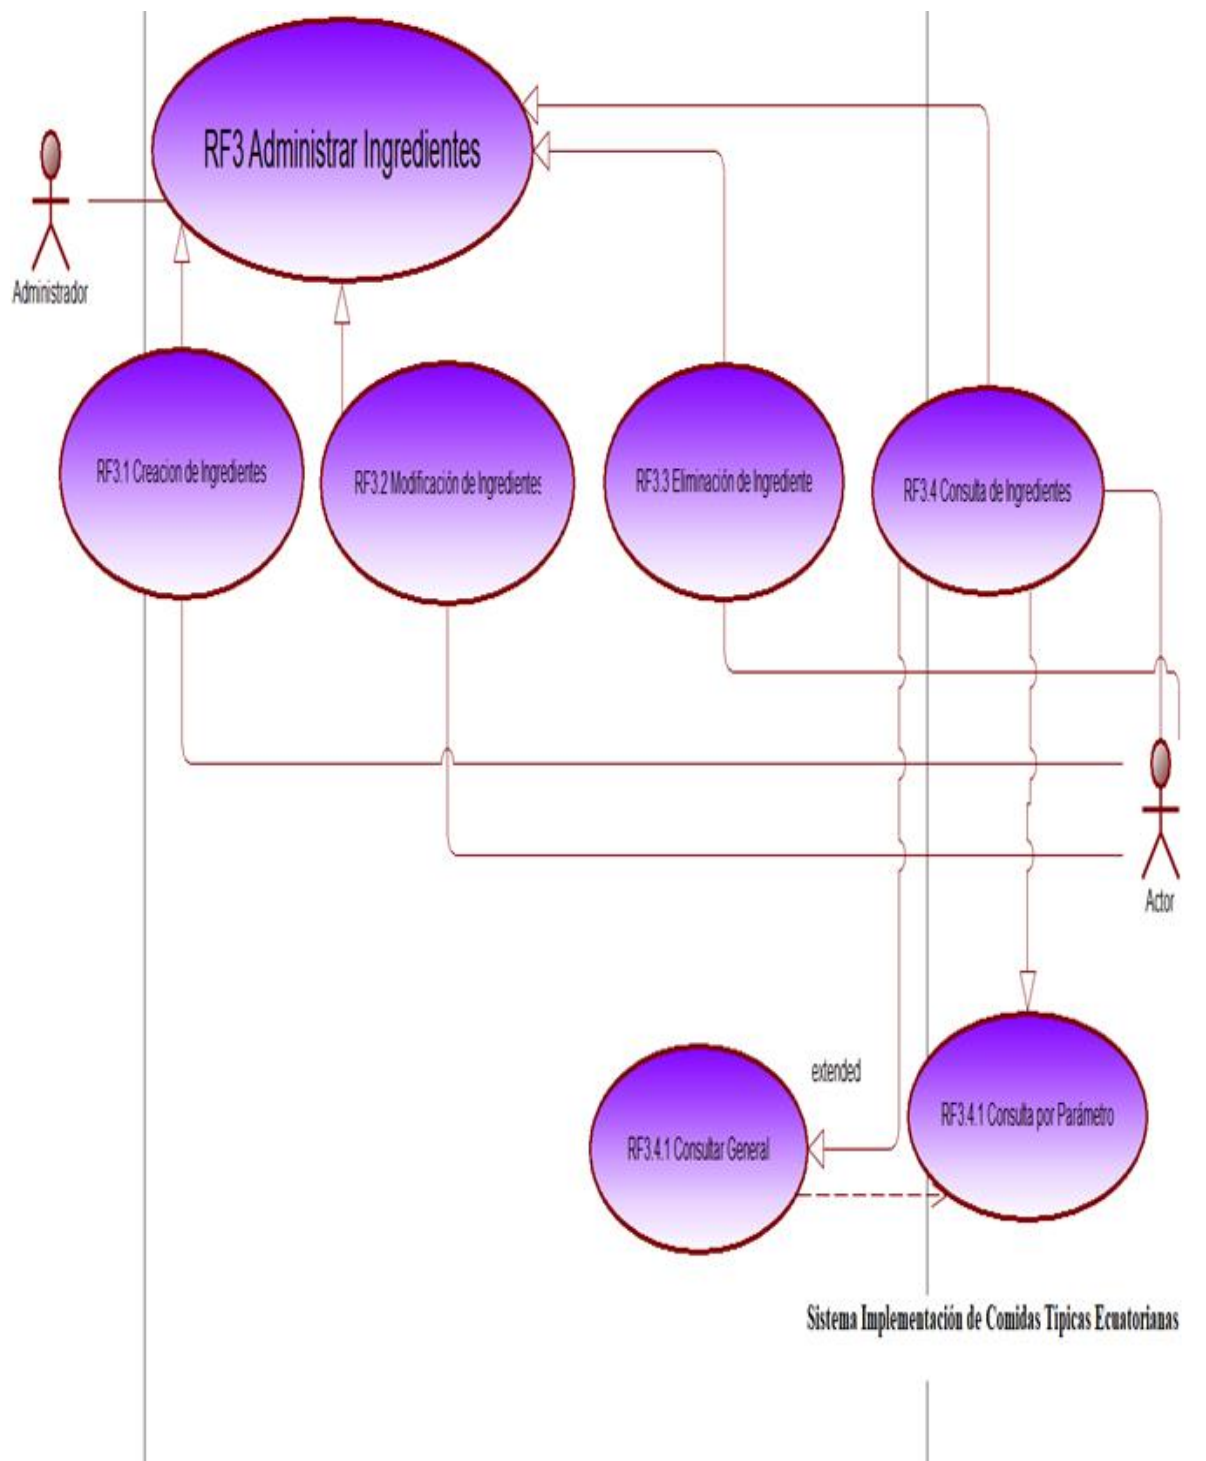 RF3 Administrar Ingredientes
Administrador
RF3.1 Creacion de Ingredientes
RF3.2 Modificación de Ingredientes
RF3.3 Eliminación de Ingrediente
RF3.4 Consulta de Ingredientes
Actor
extended
RF3.4.1 Consultar General
RF3.4.1 Consulta por Parámetro
Sistema Implementación de Comidas Tipicas Ecuatorianas